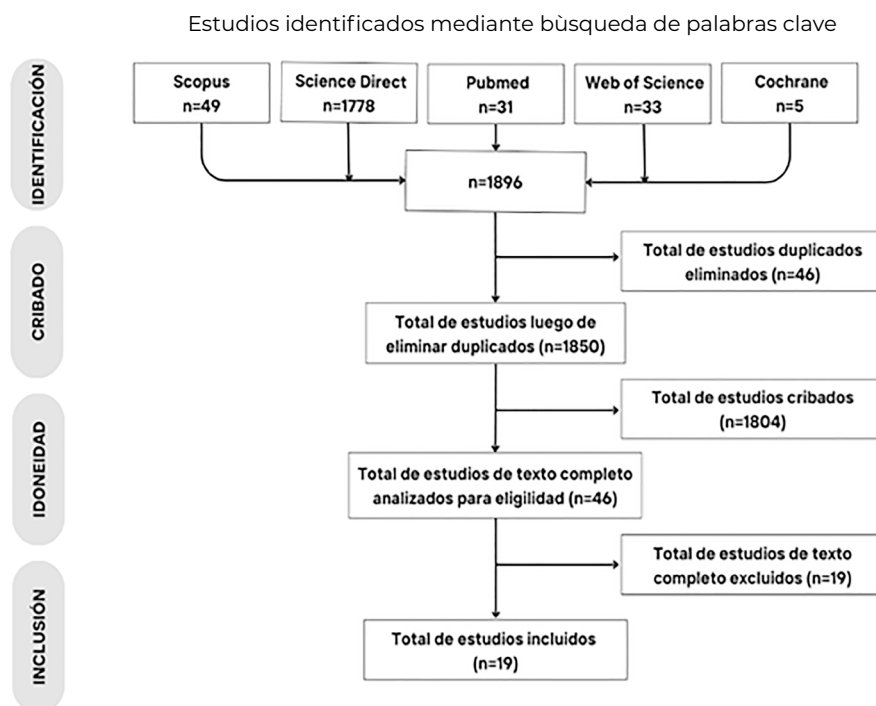 Estudios identificados mediante bùsqueda de palabras clave
IDENTIFICACIÓN
Scopus
n=49
Science Direct
n=1778
Pubmed
n=31
Web of Science
n=33
Cochrane
n=5
n=1896
CRIBADO
Total de estudios duplicados
eliminados (n=46)
Total de estudios luego de
eliminar duplicados (n=1850)
Total de estudios cribados
(n=1804)
IDONEIDAD
Total de estudios de texto completo
analizados para eligilidad (n=46)
Total de estudios de texto
completo excluidos (n=19)
INCLUSIÓN
Total de estudios incluidos
(n=19)